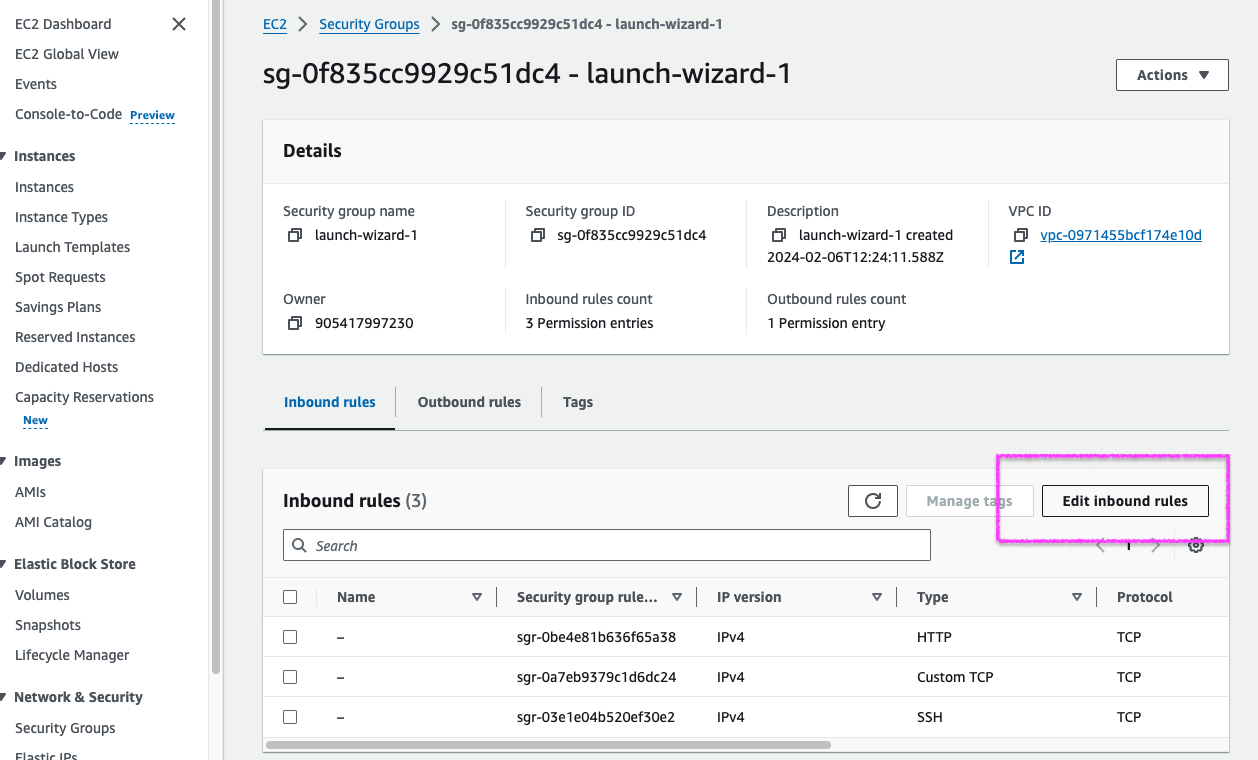 EC2 Dashboard
EC2 Global View
Events
Console-to-Code Preview
Instances
Instances
Instance Types
Launch Templates
Spot Requests
Savings Plans
Reserved Instances
Dedicated Hosts
Capacity Reservations
New
Images
AMIs
AMI Catalog
Elastic Block Store
Volumes
Snapshots
Lifecycle Manager
Network & Security
Security Groups
Elastic IPs
EC2 > Security Groups > sg-0f835cc9929c51dc4 - launch-wizard-1
sg-0f835cc9929c51dc4 - launch-wizard-1
Actions
Details
Security group name
launch-wizard-1
Security group ID
sg-0f835cc9929c51dc4
Description
launch-wizard-1 created
2024-02-06T12:24:11.588Z
VPC ID
vpc-0971455bcf174e10d
Owner
905417997230
Inbound rules count
3 Permission entries
Outbound rules count
1 Permission entry
Inbound rules Outbound rules Tags
Inbound rules (3)
Manage tags Edit inbound rules
Search
1
Name Security group rule... IP version Type Protocol
– sgr-0be4e81b636f65a38 IPv4 HTTP TCP
– sgr-0a7eb9379c1d6dc24 IPv4 Custom TCP TCP
– sgr-03e1e04b520ef30e2 IPv4 SSH TCP